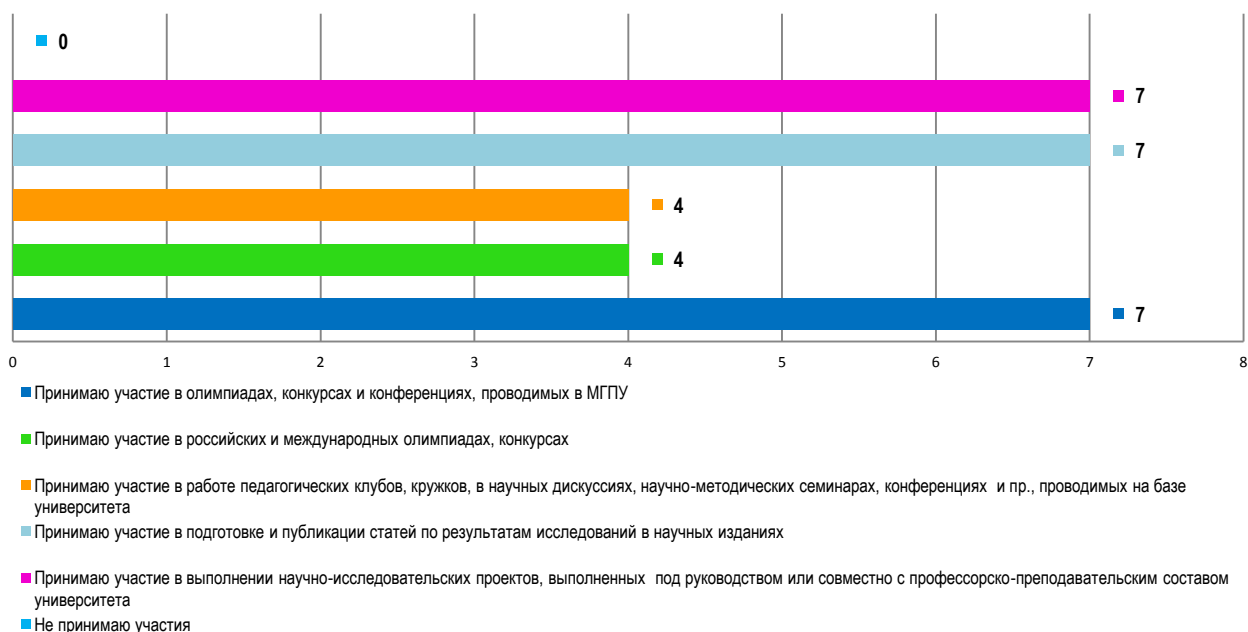 0
7
7
4
4
7
0 1 2 3 4 5 6 7 8
Принимаю участие в олимпиадах, конкурсах и конференциях, проводимых в МГПУ
Принимаю участие в российских и международных олимпиадах, конкурсах
Принимаю участие в работе педагогических клубов, кружков, в научных дискуссиях, научно-методических семинарах, конференциях и пр., проводимых на базе
университета
Принимаю участие в подготовке и публикации статей по результатам исследований в научных изданиях
Принимаю участие в выполнении научно-исследовательских проектов, выполненных под руководством или совместно с профессорско-преподавательским составом
университета
Не принимаю участия